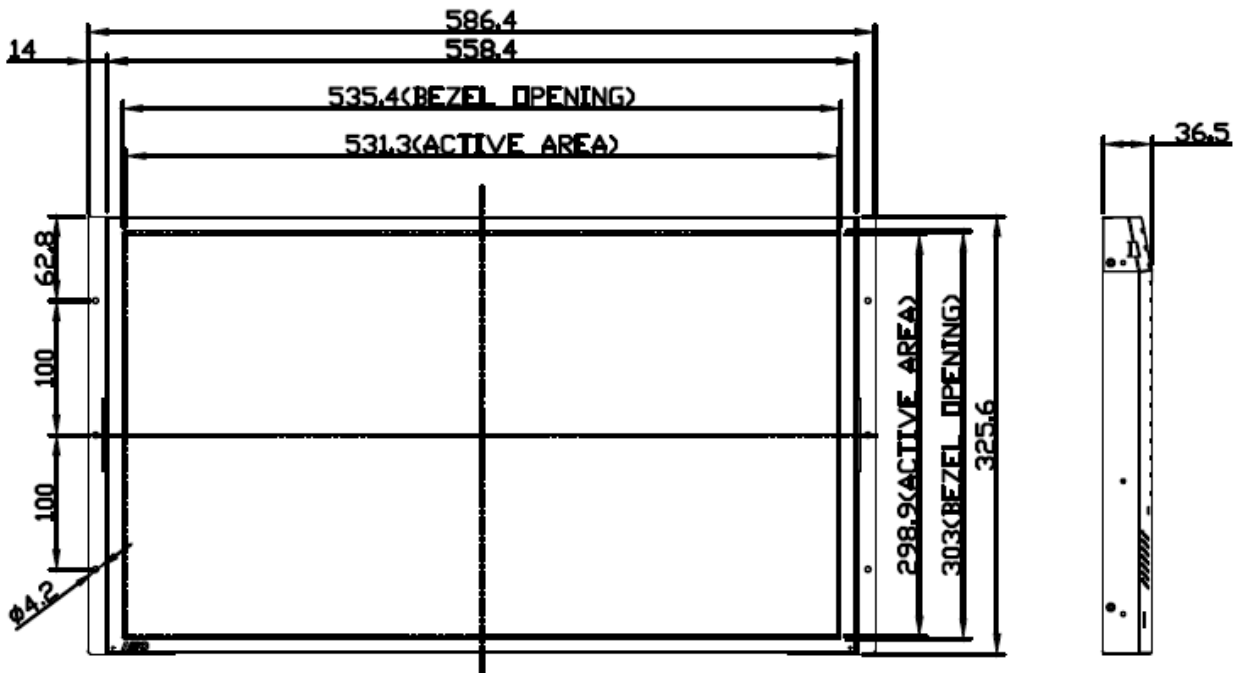 586.4
14
558.4
535.4(BEZEL OPENING)
531.3(ACTIVE AREA)
36.5
62.8
100
100
Ø4.2
298.9(ACTIVE AREA)
303(BEZEL OPENING)
325.6